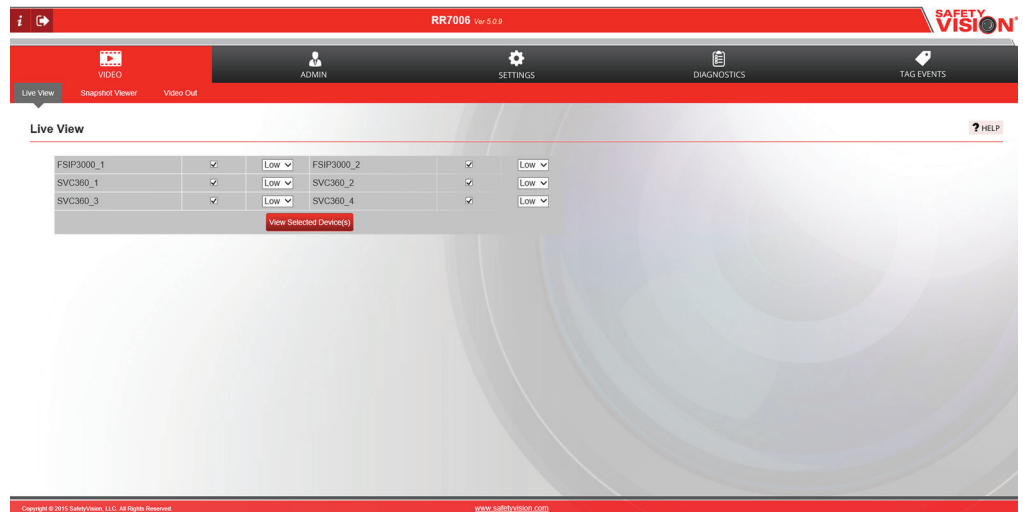 i
RR7006 Ver 5.0.9
SAFETY VISION
VIDEO ADMIN SETTINGS DIAGNOSTICS TAG EVENTS
Live View Snapshot Viewer Video Out
Live View
? HELP
FSIP3000_1 Low FSIP3000_2 Low
SVC360_1 Low SVC360_2 Low
SVC360_3 Low SVC360_4 Low
View Selected Device(s)
Copyright © 2015 SafetyVision, LLC. All Rights Reserved. www.safetyvision.com